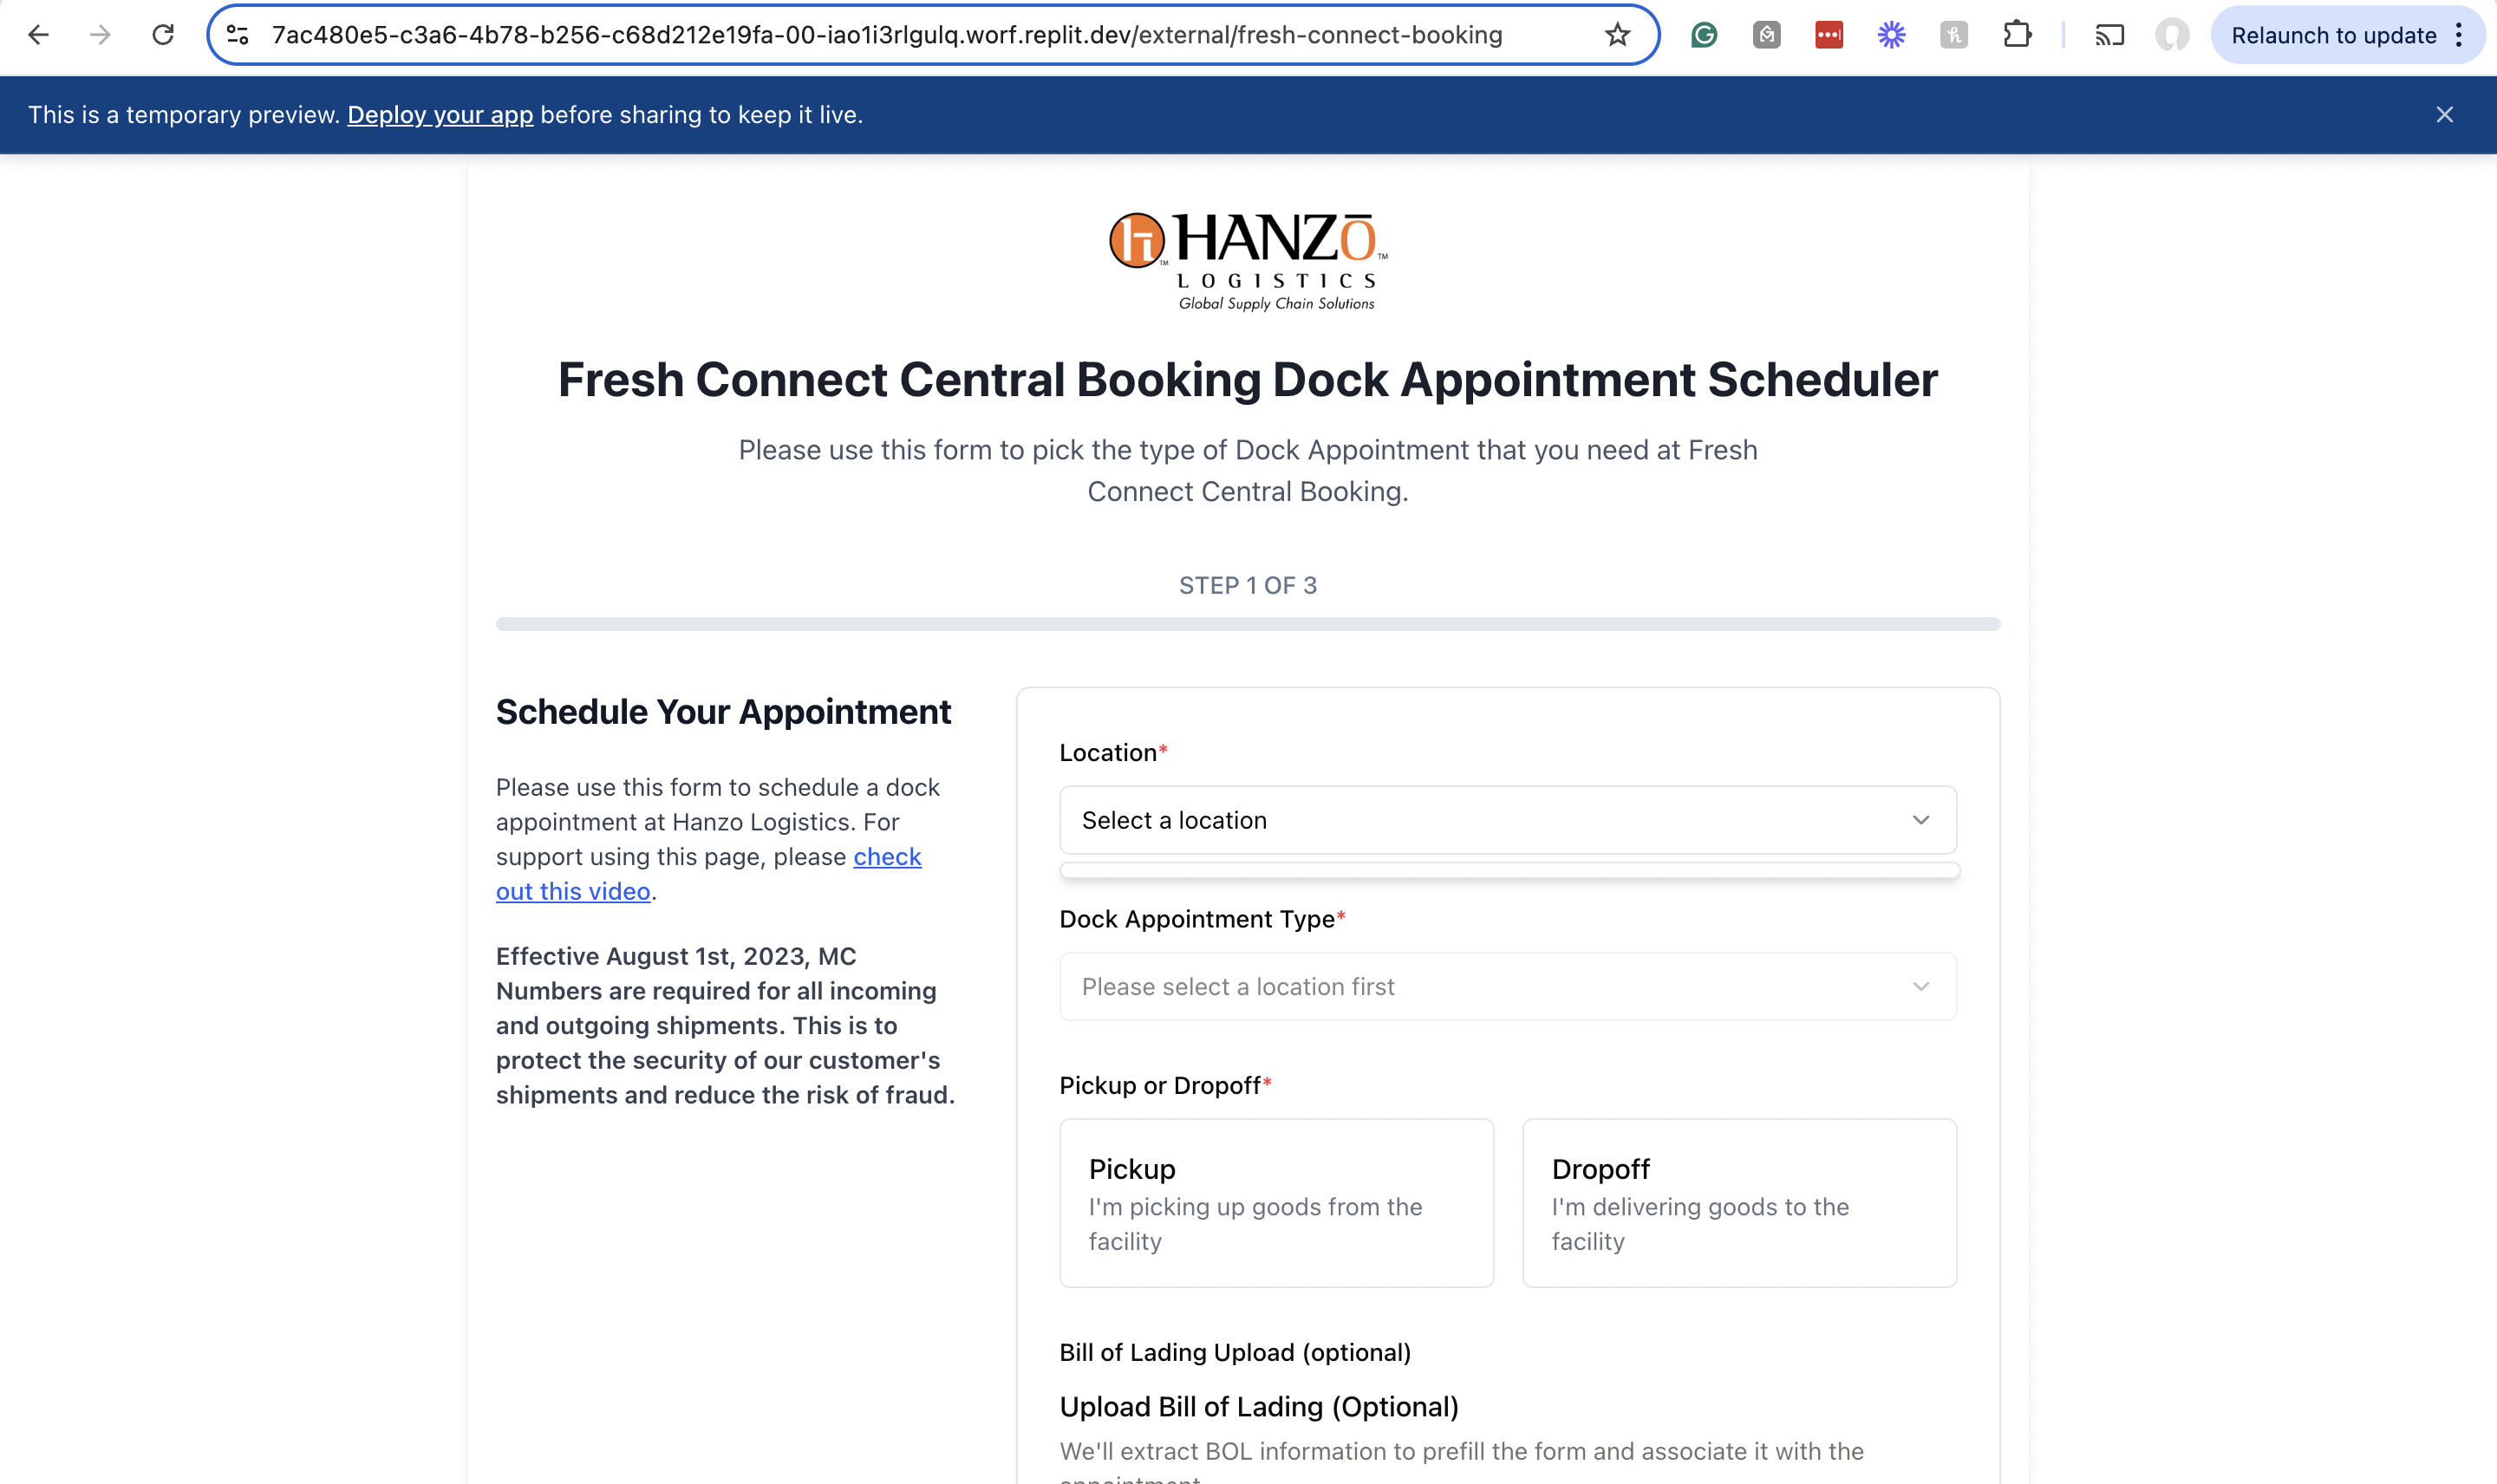 7ac480e5-c3a6-4b78-b256-c68d212e19fa-00-iao1i3rlgulq.worf.replit.dev/external/fresh-connect-booking
Relaunch to update
This is a temporary preview. Deploy your app before sharing to keep it live.
HANZŌ™
LOGISTICS
Global Supply Chain Solutions
Fresh Connect Central Booking Dock Appointment Scheduler
Please use this form to pick the type of Dock Appointment that you need at Fresh
Connect Central Booking.
STEP 1 OF 3
Schedule Your Appointment
Please use this form to schedule a dock
appointment at Hanzo Logistics. For
support using this page, please check
out this video.
Effective August 1st, 2023, MC
Numbers are required for all incoming
and outgoing shipments. This is to
protect the security of our customer's
shipments and reduce the risk of fraud.
Location*
Select a location
Dock Appointment Type*
Please select a location first
Pickup or Dropoff*
Pickup
I'm picking up goods from the
facility
Dropoff
I'm delivering goods to the
facility
Bill of Lading Upload (optional)
Upload Bill of Lading (Optional)
We'll extract BOL information to prefill the form and associate it with the